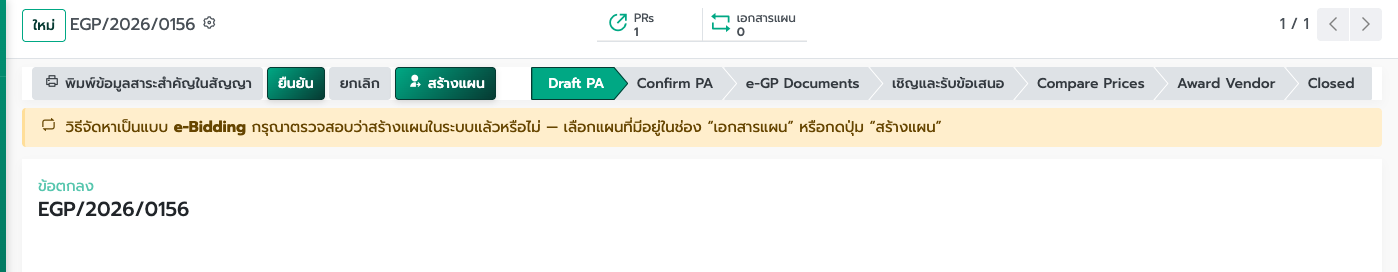 ใหม่ EGP/2026/0156
PRs
1
เอกสารแผน
0
1 / 1
พิมพ์ข้อมูลสาระสำคัญในสัญญา ยืนยัน ยกเลิก สร้างแผน Draft PA Confirm PA e-GP Documents เชิญและรับข้อเสนอ Compare Prices Award Vendor Closed
วิธีจัดหาเป็นแบบ e-Bidding กรุณาตรวจสอบว่าสร้างแผนในระบบแล้วหรือไม่ — เลือกแผนที่มีอยู่ในช่อง “เอกสารแผน” หรือกดปุ่ม “สร้างแผน”
ข้อตกลง
EGP/2026/0156